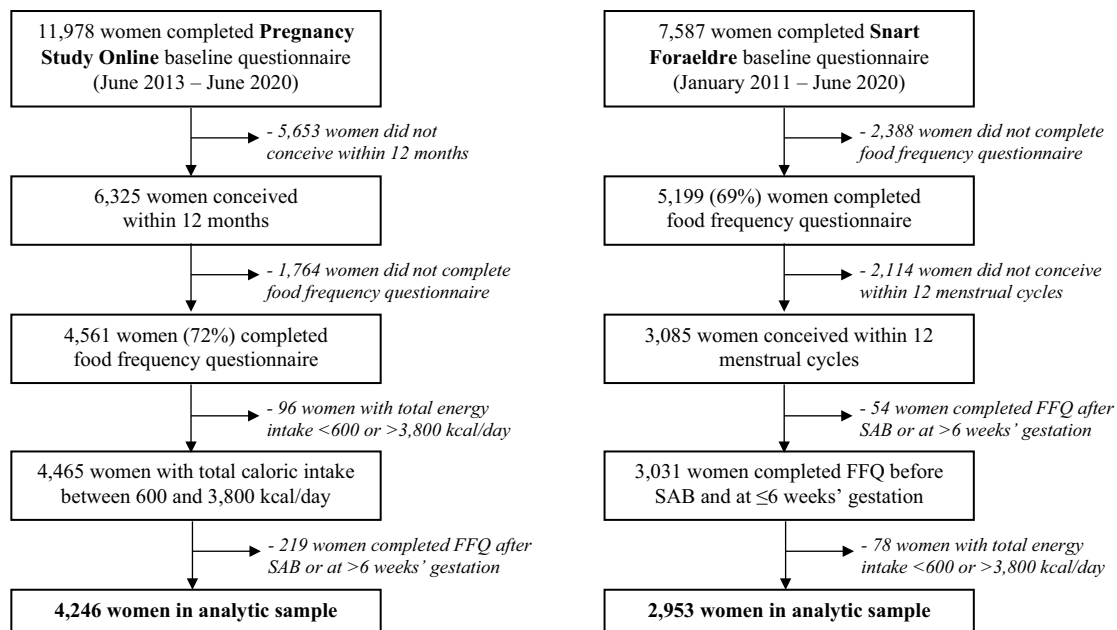 11,978 women completed Pregnancy
Study Online baseline questionnaire
(June 2013 – June 2020)
- 5,653 women did not
conceive within 12 months
6,325 women conceived
within 12 months
- 1,764 women did not complete
food frequency questionnaire
4,561 women (72%) completed
food frequency questionnaire
- 96 women with total energy
intake <600 or >3,800 kcal/day
4,465 women with total caloric intake
between 600 and 3,800 kcal/day
- 219 women completed FFQ after
SAB or at >6 weeks’ gestation
4,246 women in analytic sample
7,587 women completed Snart
Foraeldre baseline questionnaire
(January 2011 – June 2020)
- 2,388 women did not complete
food frequency questionnaire
5,199 (69%) women completed
food frequency questionnaire
- 2,114 women did not conceive
within 12 menstrual cycles
3,085 women conceived within 12
menstrual cycles
- 54 women completed FFQ after
SAB or at >6 weeks’ gestation
3,031 women completed FFQ before
SAB and at ≤6 weeks’ gestation
- 78 women with total energy
intake <600 or >3,800 kcal/day
2,953 women in analytic sample